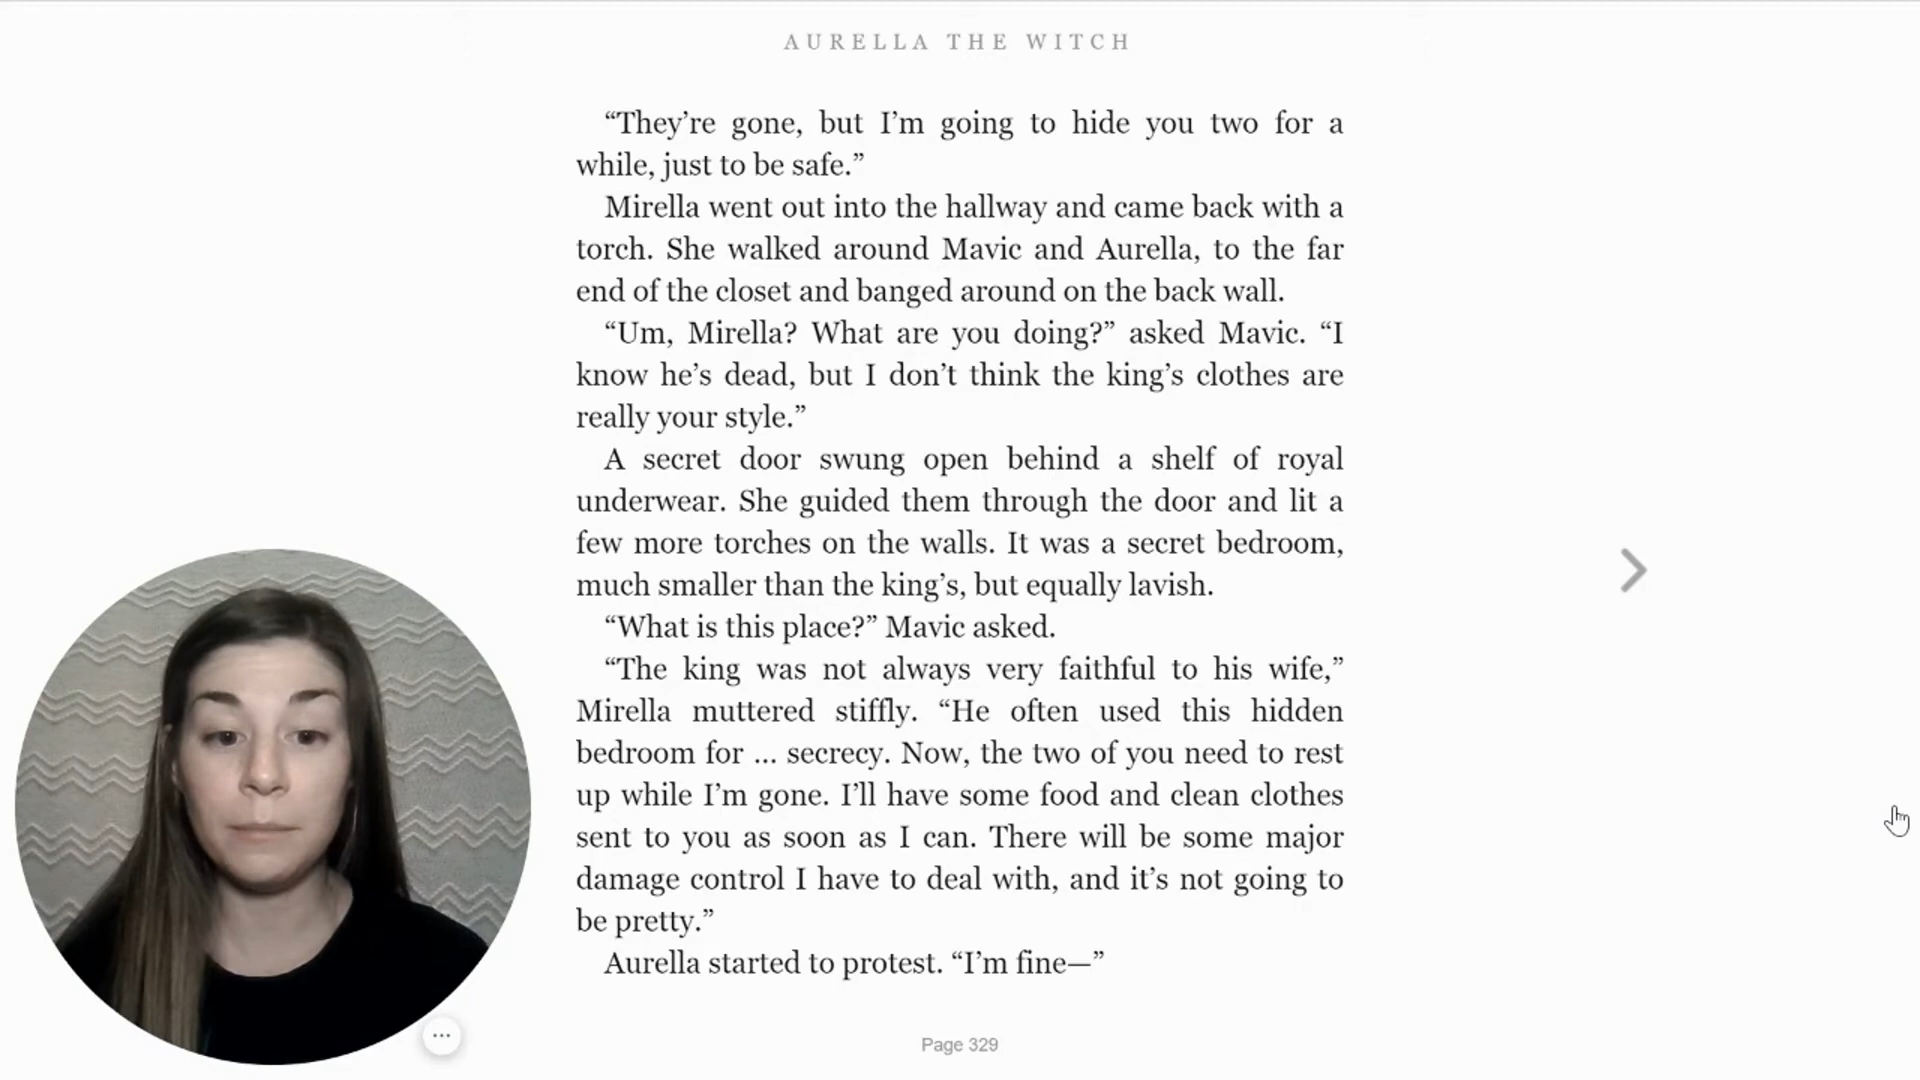 AURELLA THE WITCH
“They’re gone, but I’m going to hide you two for a
while, just to be safe.”
Mirella went out into the hallway and came back with a
torch. She walked around Mavic and Aurella, to the far
end of the closet and banged around on the back wall.
“Um, Mirella? What are you doing?” asked Mavic. “I
know he’s dead, but I don’t think the king’s clothes are
really your style.”
A secret door swung open behind a shelf of royal
underwear. She guided them through the door and lit a
few more torches on the walls. It was a secret bedroom,
much smaller than the king’s, but equally lavish.
“What is this place?” Mavic asked.
“The king was not always very faithful to his wife,”
Mirella muttered stiffly. “He often used this hidden
bedroom for ... secrecy. Now, the two of you need to rest
up while I’m gone. I’ll have some food and clean clothes
sent to you as soon as I can. There will be some major
damage control I have to deal with, and it’s not going to
be pretty.”
Aurella started to protest. “I’m fine—”
Page 329